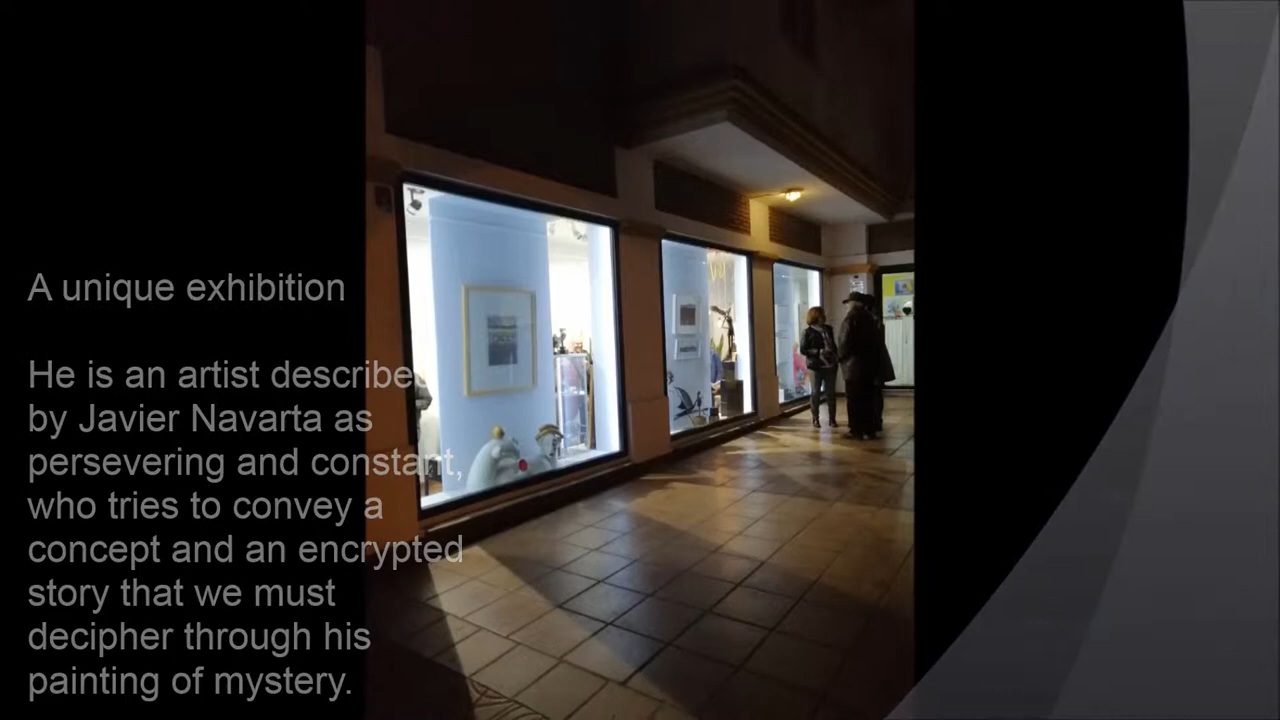 A unique exhibition
He is an artist described
by Javier Navarta as
persevering and constant,
who tries to convey a
concept and an encrypted
story that we must
decipher through his
painting of mystery.